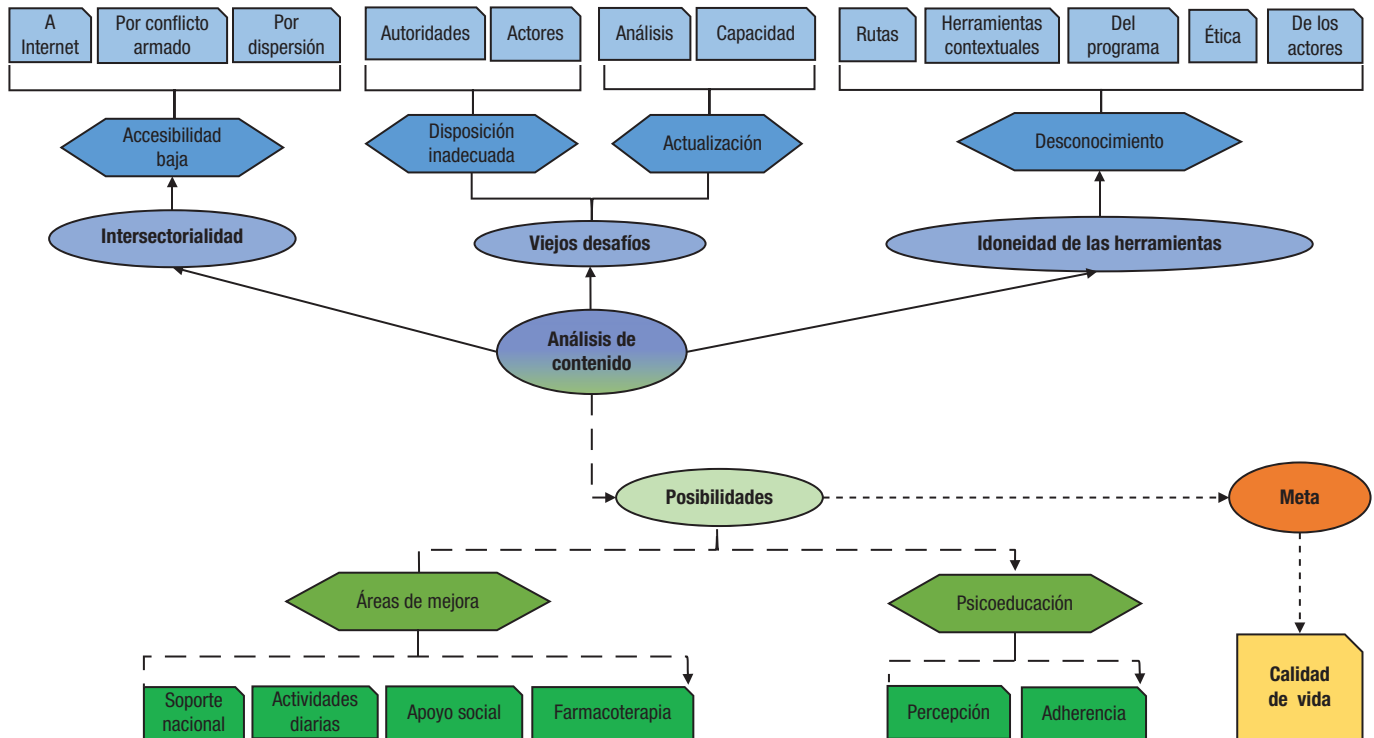 A
Internet
Por conflicto
armado
Por
dispersión
Autoridades
Actores
Análisis
Capacidad
Rutas
Herramientas
contextuales
Del
programa
Ética
De los
actores
Accesibilidad
baja
Disposición
inadecuada
Actualización
Desconocimiento
Intersectorialidad
Viejos desafíos
Idoneidad de las herramientas
Análisis de
contenido
Posibilidades
Meta
Áreas de mejora
Psicoeducación
Soporte
nacional
Actividades
diarias
Apoyo social
Farmacoterapia
Percepción
Adherencia
Calidad
de vida